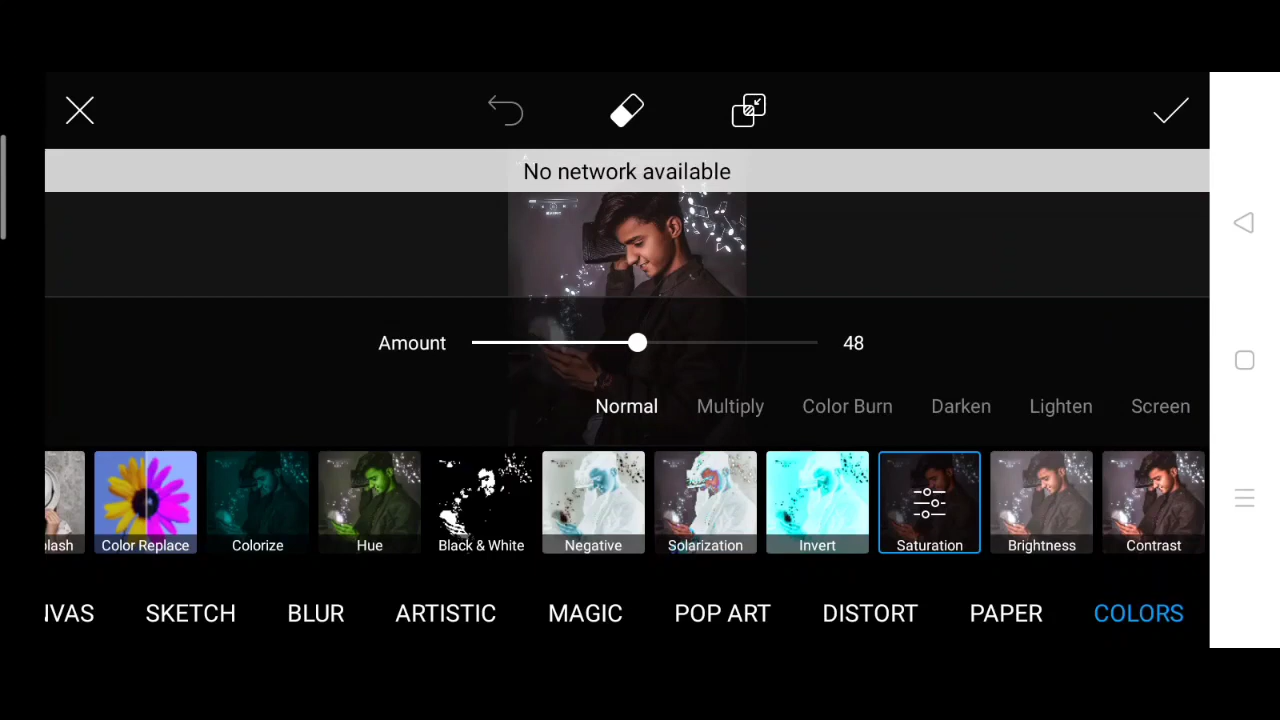 No network available
Amount 48
Normal Multiply Color Burn Darken Lighten Screen
lash Color Replace Colorize Hue Black & White Negative Solarization Invert Saturation Brightness Contrast
IVAS SKETCH BLUR ARTISTIC MAGIC POP ART DISTORT PAPER COLORS